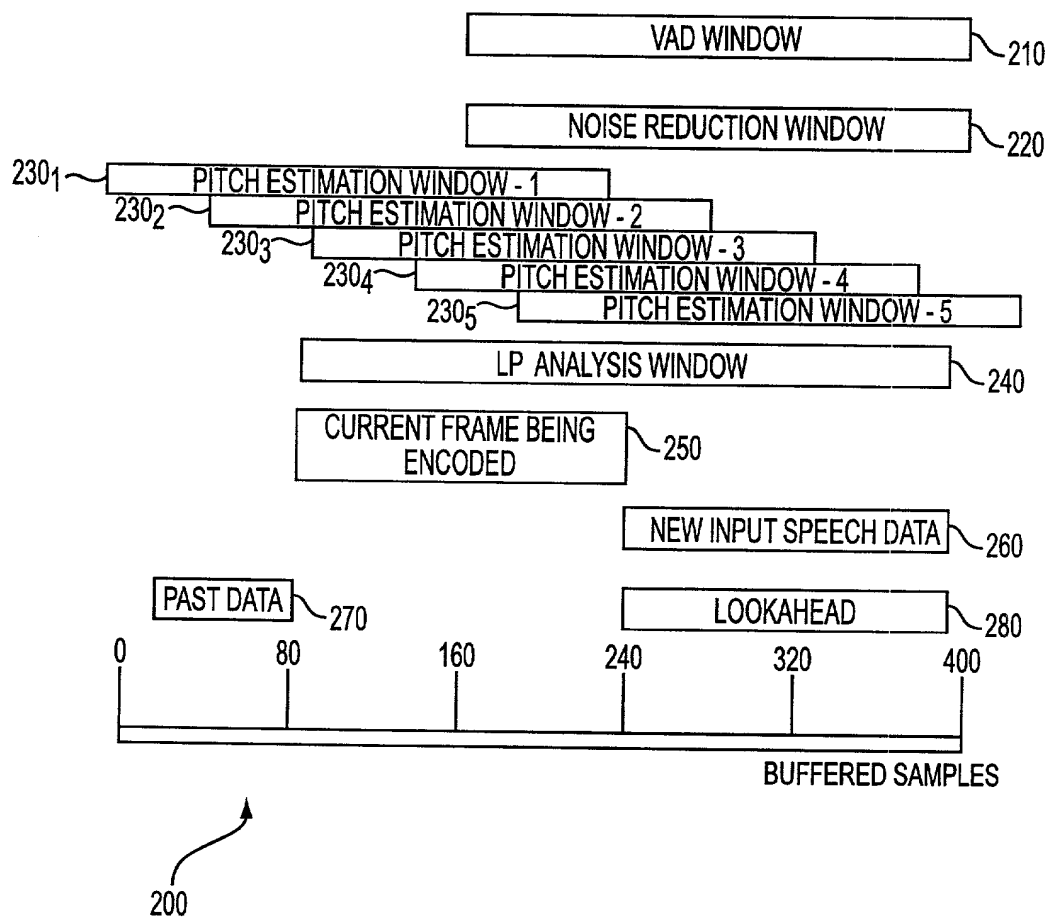 VAD WINDOW
210
NOISE REDUCTION WINDOW
220
230₁
PITCH ESTIMATION WINDOW - 1
230₂
PITCH ESTIMATION WINDOW - 2
230₃
PITCH ESTIMATION WINDOW - 3
230₄
PITCH ESTIMATION WINDOW - 4
230₅
PITCH ESTIMATION WINDOW - 5
LP ANALYSIS WINDOW
240
CURRENT FRAME BEING
ENCODED
250
NEW INPUT SPEECH DATA
260
PAST DATA
270
LOOKAHEAD
280
0 80 160 240 320 400
BUFFERED SAMPLES
200